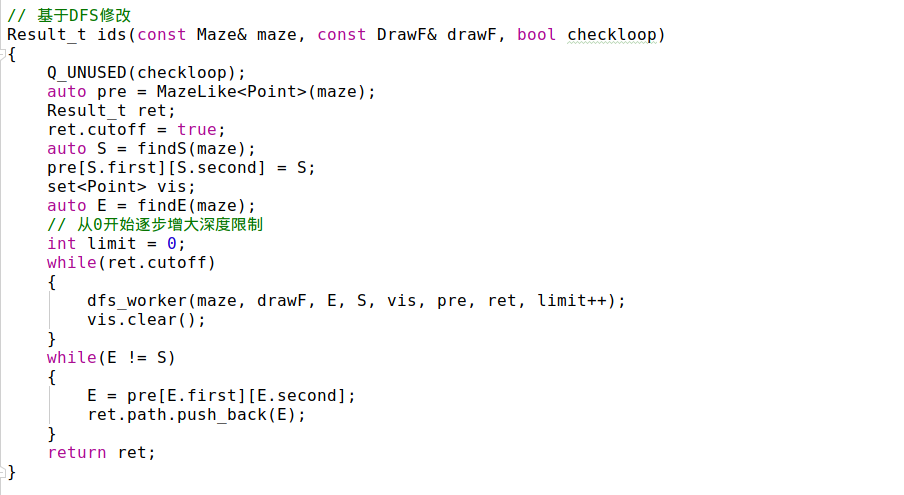 // 基于DFS修改
Result_t ids(const Maze& maze, const DrawF& drawF, bool checkloop)
{
    Q_UNUSED(checkloop);
    auto pre = MazeLike<Point>(maze);
    Result_t ret;
    ret.cutoff = true;
    auto S = findS(maze);
    pre[S.first][S.second] = S;
    set<Point> vis;
    auto E = findE(maze);
    // 从0开始逐步增大深度限制
    int limit = 0;
    while(ret.cutoff)
    {
        dfs_worker(maze, drawF, E, S, vis, pre, ret, limit++);
        vis.clear();
    }
    while(E != S)
    {
        E = pre[E.first][E.second];
        ret.path.push_back(E);
    }
    return ret;
}